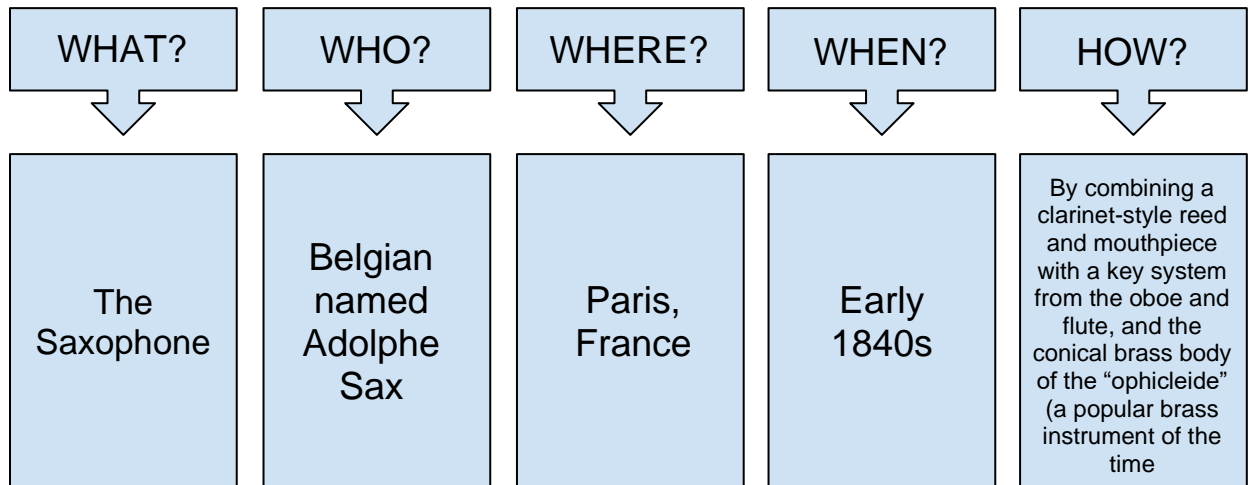 WHAT?
WHO?
WHERE?
WHEN?
HOW?
The
Saxophone
Belgian
named
Adolphe
Sax
Paris,
France
Early
1840s
By combining a
clarinet-style reed
and mouthpiece
with a key system
from the oboe and
flute, and the
conical brass body
of the “ophicleide”
(a popular brass
instrument of the
time